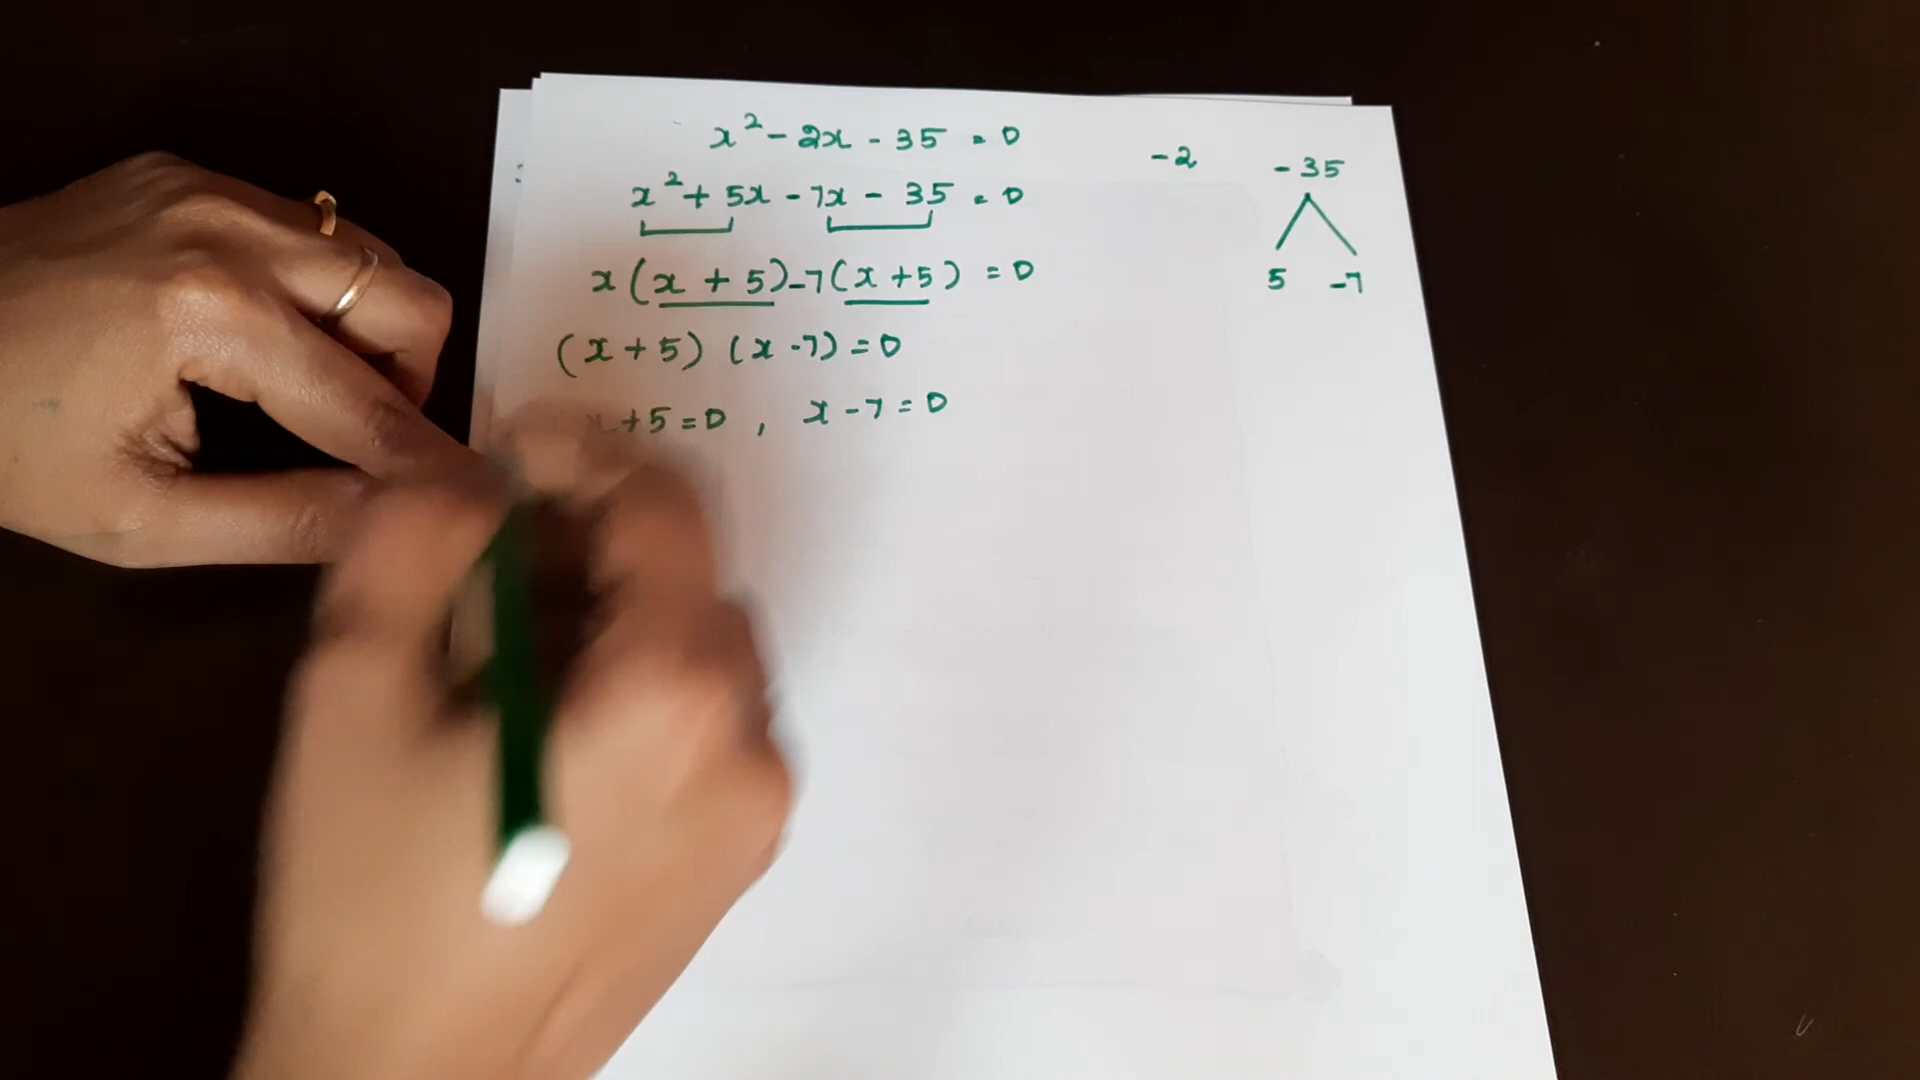 x² - 2x - 35 = 0
x² + 5x - 7x - 35 = 0
x (x + 5) - 7 (x + 5) = 0
(x + 5) (x - 7) = 0
x + 5 = 0 , x - 7 = 0
-2 -35
5 -7